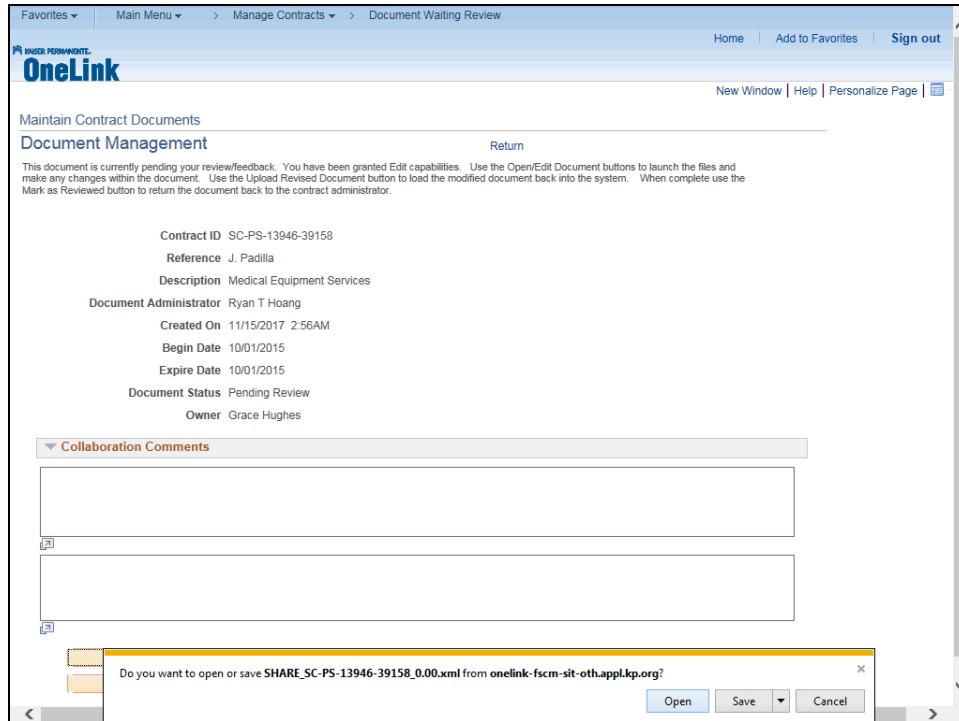 Favorites Main Menu > Manage Contracts > Document Waiting Review
Home Add to Favorites Sign out
KAISER PERMANENTE.
OneLink
New Window | Help | Personalize Page |
Maintain Contract Documents
Document Management Return
This document is currently pending your review/feedback. You have been granted Edit capabilities. Use the Open/Edit Document buttons to launch the files and
make any changes within the document. Use the Upload Revised Document button to load the modified document back into the system. When complete use the
Mark as Reviewed button to return the document back to the contract administrator.
Contract ID SC-PS-13946-39158
Reference J. Padilla
Description Medical Equipment Services
Document Administrator Ryan T Hoang
Created On 11/15/2017 2:56AM
Begin Date 10/01/2015
Expire Date 10/01/2015
Document Status Pending Review
Owner Grace Hughes
Collaboration Comments
Do you want to open or save SHARE_SC-PS-13946-39158_0.00.xml from onelink-fscm-sit-oth.appl.kp.org?
Open Save Cancel